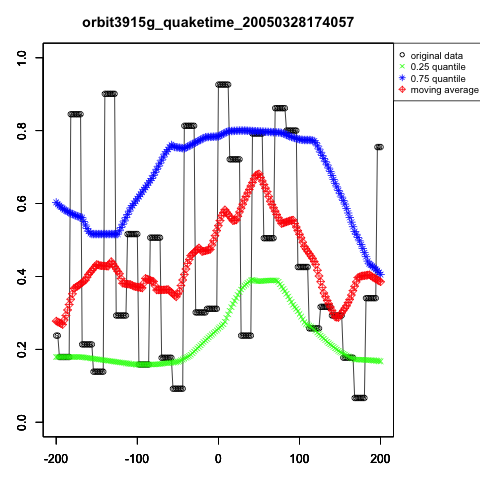 orbit3915g_quaketime_20050328174057
original data
0.25 quantile
0.75 quantile
moving average
1.0
0.8
0.6
0.4
0.2
0.0
-200 -100 0 100 200